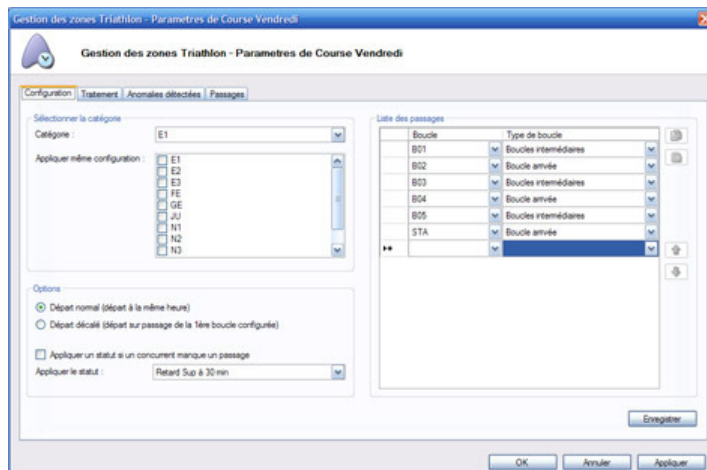 Gestion des zones Triathlon - Parametres de Course Vendredi
Gestion des zones Triathlon - Parametres de Course Vendredi
Configuration Traitement Anomalies détectées Passages
Sélectionner la catégorie
Catégorie : E1
Appliquer même configuration :
E1
E2
E3
FE
GE
JU
N1
N2
N3
Options
Départ normal (départ à la même heure)
Départ décalé (départ sur passage de la 1ère boucle configurée)
Appliquer un statut si un concurrent manque un passage
Appliquer le statut : Retard Sup à 30 min
Liste des passages
Boucle Type de boucle
B01 Boucles intermédiaires
B02 Boucle arrivée
B03 Boucles intermédiaires
B04 Boucle arrivée
B05 Boucles intermédiaires
STA Boucle arrivée
Enregistrer
OK Annuler Appliquer